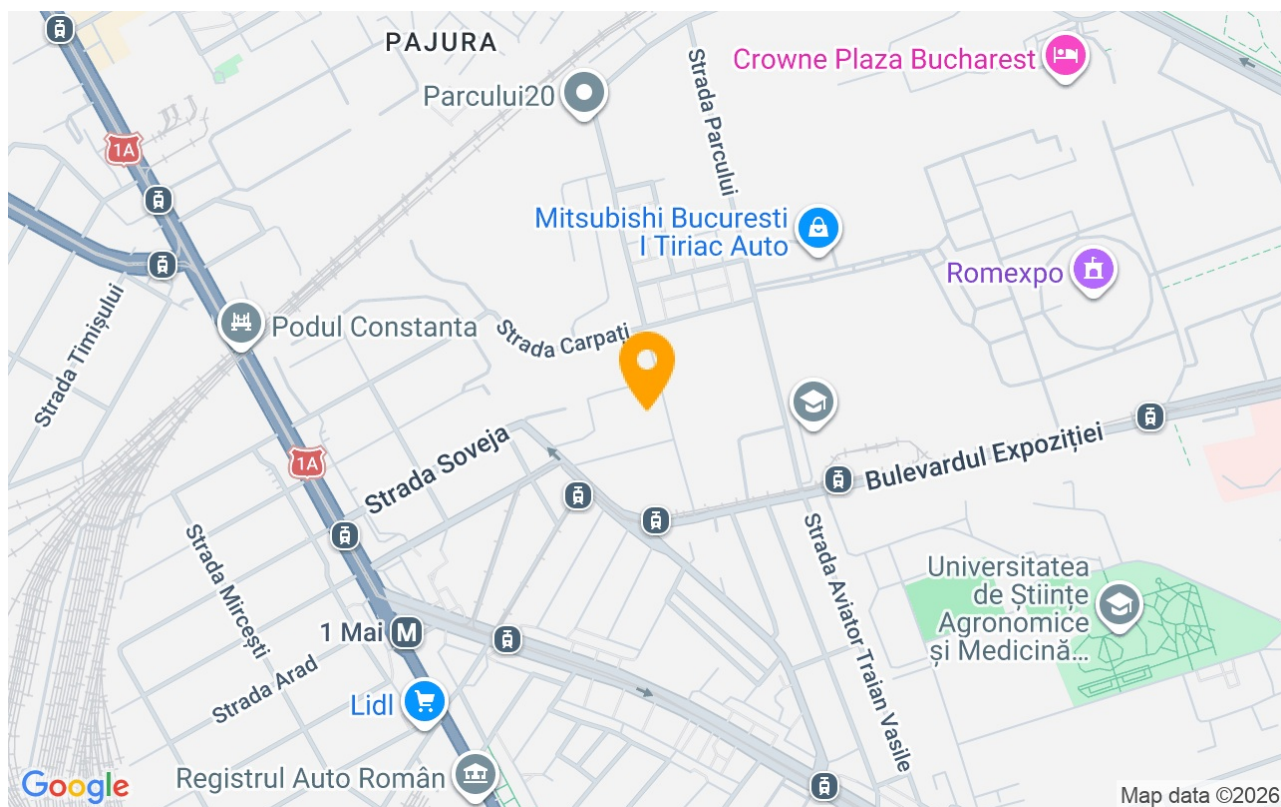 PAJURA
Crowne Plaza Bucharest
Parcului20
Strada Parcului
1A
Mitsubishi Bucuresti
I Tiriac Auto
Romexpo
Strada Timișului
Podul Constanta
Strada Carpați
Strada Soveja
Bulevardul Expoziției
1A
Strada Mircești
Strada Aviator Traian Vasile
Universitatea
de Științe
Agronomice
și Medicină...
1 Mai
M
Strada Arad
Lidl
Registrul Auto Român
Google
Map data ©2026